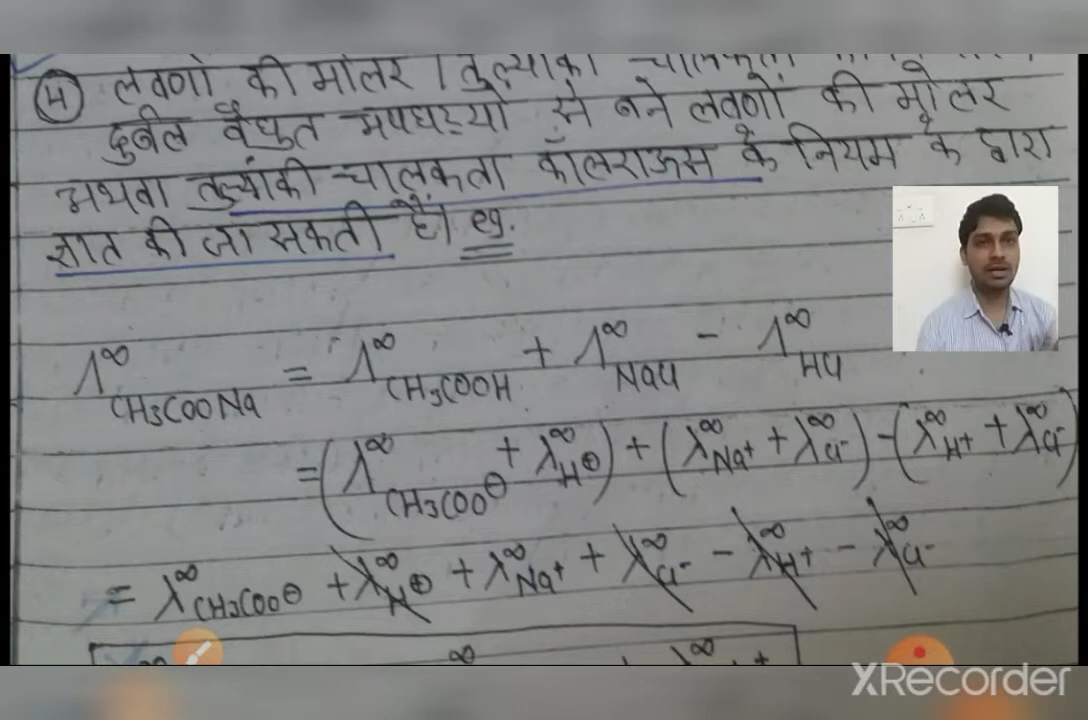 ④ लवणों की मोलर / तुल्यांकी चालकता
दुर्बल वैद्युत अपघट्यों से बने लवणों की मोलर
अथवा तुल्यांकी चालकता कॉलराऊस के नियम के द्वारा
ज्ञात की जा सकती है। eg.
Λ∞ CH3COONa = Λ∞ CH3COOH + Λ∞ NaCl - Λ∞ HCl
= (λ∞ CH3COO⊖ + λ∞ H⊕) + (λ∞ Na+ + λ∞ Cl-) - (λ∞ H+ + λ∞ Cl-)
= λ∞ CH3COO⊖ + λ∞ H⊕ + λ∞ Na+ + λ∞ Cl- - λ∞ H+ - λ∞ Cl-
XRecorder